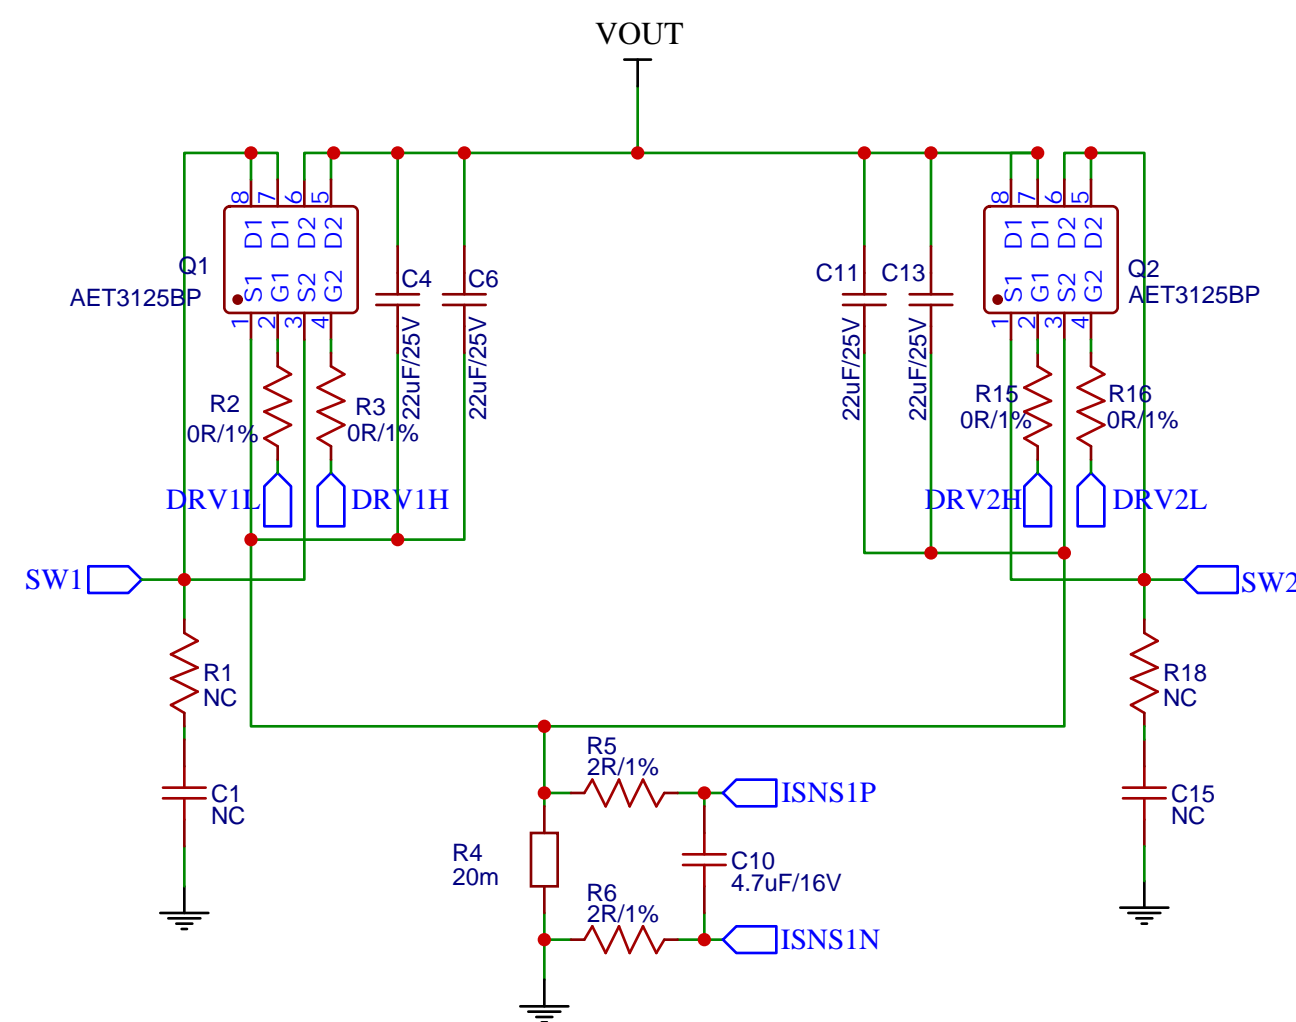 VOUT
8 7 6 5
D1 D1 D2 D2
S1 G1 S2 G2
1 2 3 4
Q1
AET3125BP
C4
22uF/25V
C6
22uF/25V
C11
22uF/25V
C13
22uF/25V
8 7 6 5
D1 D1 D2 D2
S1 G1 S2 G2
1 2 3 4
Q2
AET3125BP
R2
0R/1%
R3
0R/1%
R15
0R/1%
R16
0R/1%
DRV1L
DRV1H
DRV2H
DRV2L
SW1
SW2
R1
NC
R18
NC
C1
NC
C15
NC
R5
2R/1%
ISNS1P
R4
20m
C10
4.7uF/16V
R6
2R/1%
ISNS1N